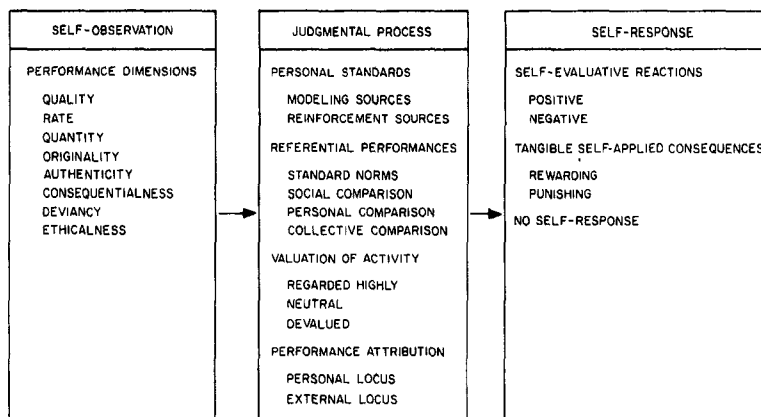 SELF-OBSERVATION
PERFORMANCE DIMENSIONS
QUALITY
RATE
QUANTITY
ORIGINALITY
AUTHENTICITY
CONSEQUENTIALNESS
DEVIANCY
ETHICALNESS
JUDGMENTAL PROCESS
PERSONAL STANDARDS
MODELING SOURCES
REINFORCEMENT SOURCES
REFERENTIAL PERFORMANCES
STANDARD NORMS
SOCIAL COMPARISON
PERSONAL COMPARISON
COLLECTIVE COMPARISON
VALUATION OF ACTIVITY
REGARDED HIGHLY
NEUTRAL
DEVALUED
PERFORMANCE ATTRIBUTION
PERSONAL LOCUS
EXTERNAL LOCUS
SELF-RESPONSE
SELF-EVALUATIVE REACTIONS
POSITIVE
NEGATIVE
TANGIBLE SELF-APPLIED CONSEQUENCES
REWARDING
PUNISHING
NO SELF-RESPONSE